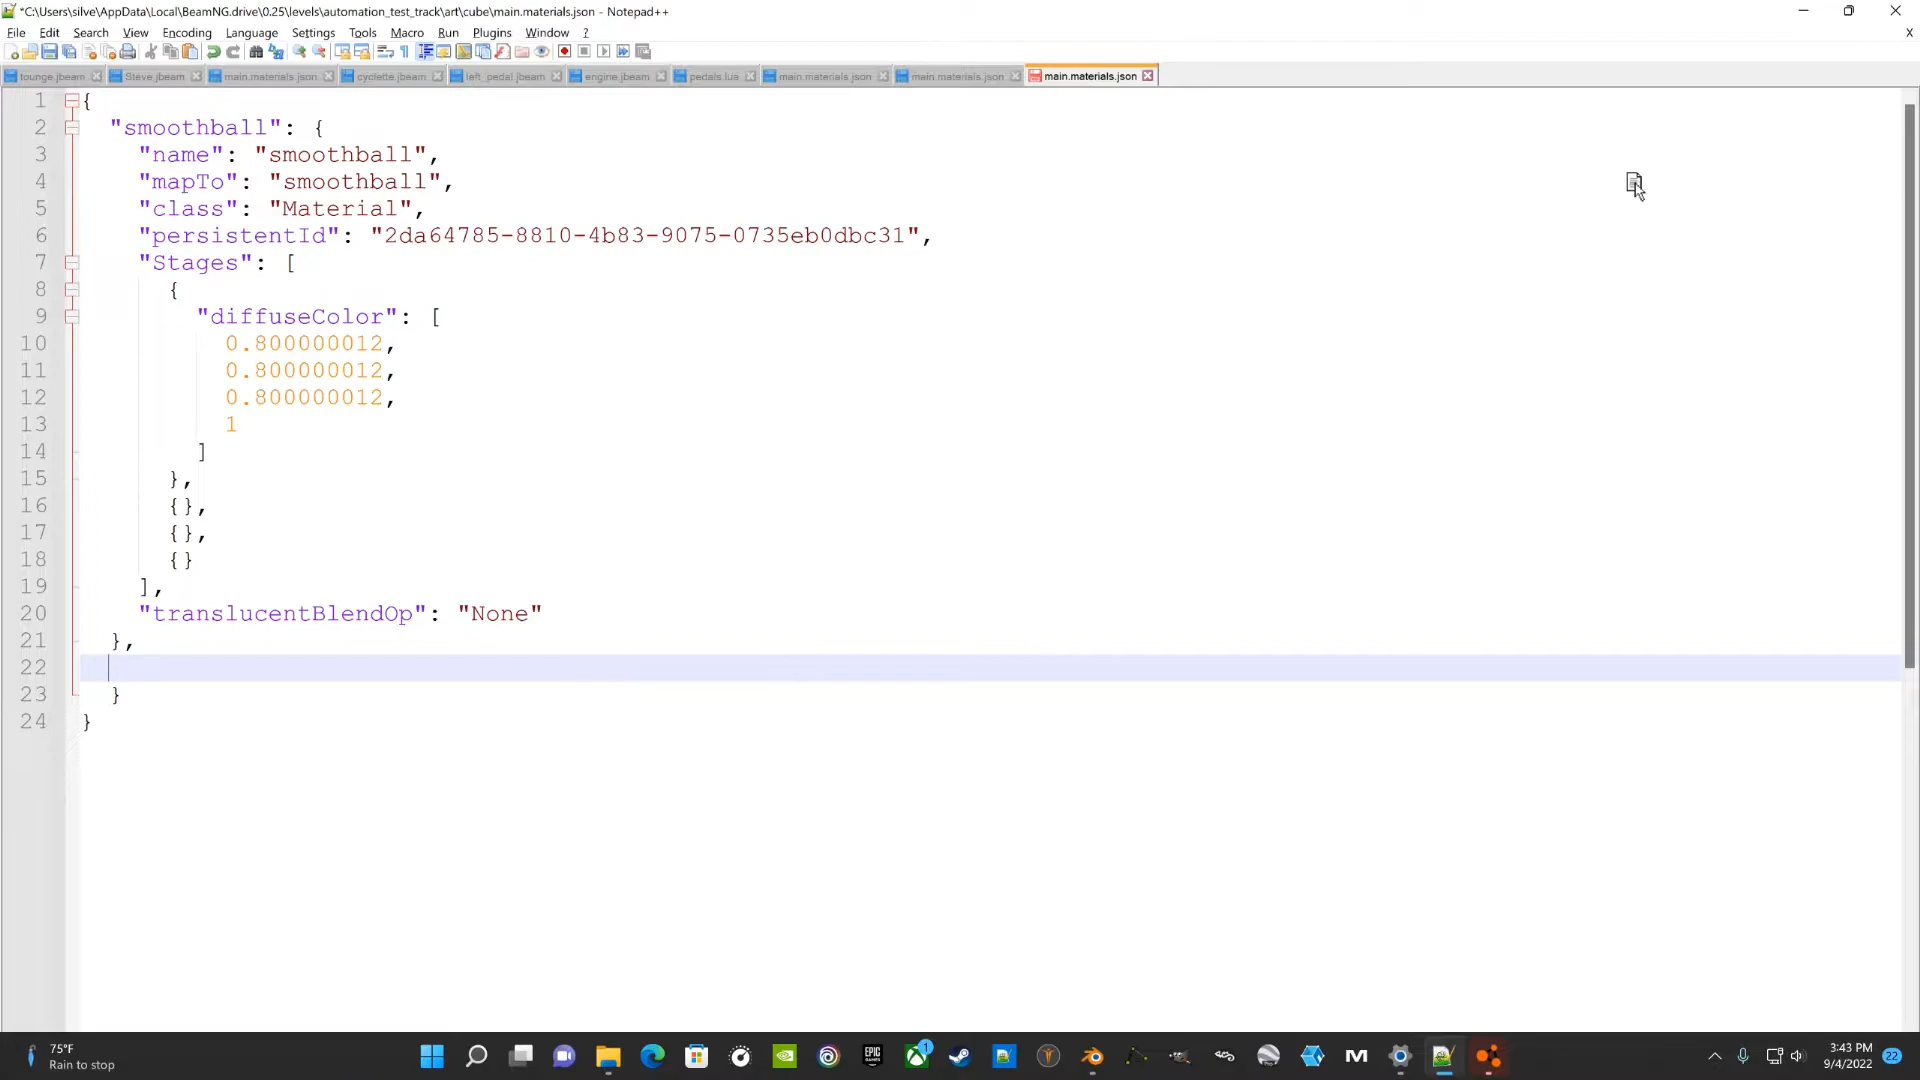 *C:\Users\silve\AppData\Local\BeamNG.drive\0.25\levels\automation_test_track\art\cube\main.materials.json - Notepad++
File Edit Search View Encoding Language Settings Tools Macro Run Plugins Window ? X
tounge.jbeam Steve.jbeam main.materials.json cyclette.jbeam left_pedal.jbeam engine.jbeam pedals.lua main.materials.json main.materials.json main.materials.json
1 {
2 "smoothball": {
3 "name": "smoothball",
4 "mapTo": "smoothball",
5 "class": "Material",
6 "persistentId": "2da64785-8810-4b83-9075-0735eb0dbc31",
7 "Stages": [
8 {
9 "diffuseColor": [
10 0.800000012,
11 0.800000012,
12 0.800000012,
13 1
14 ]
15 },
16 {},
17 {},
18 {}
19 ],
20 "translucentBlendOp": "None"
21 },
22
23 }
24 }
75°F
Rain to stop
EPIC GAMES
1
3:43 PM
9/4/2022
22